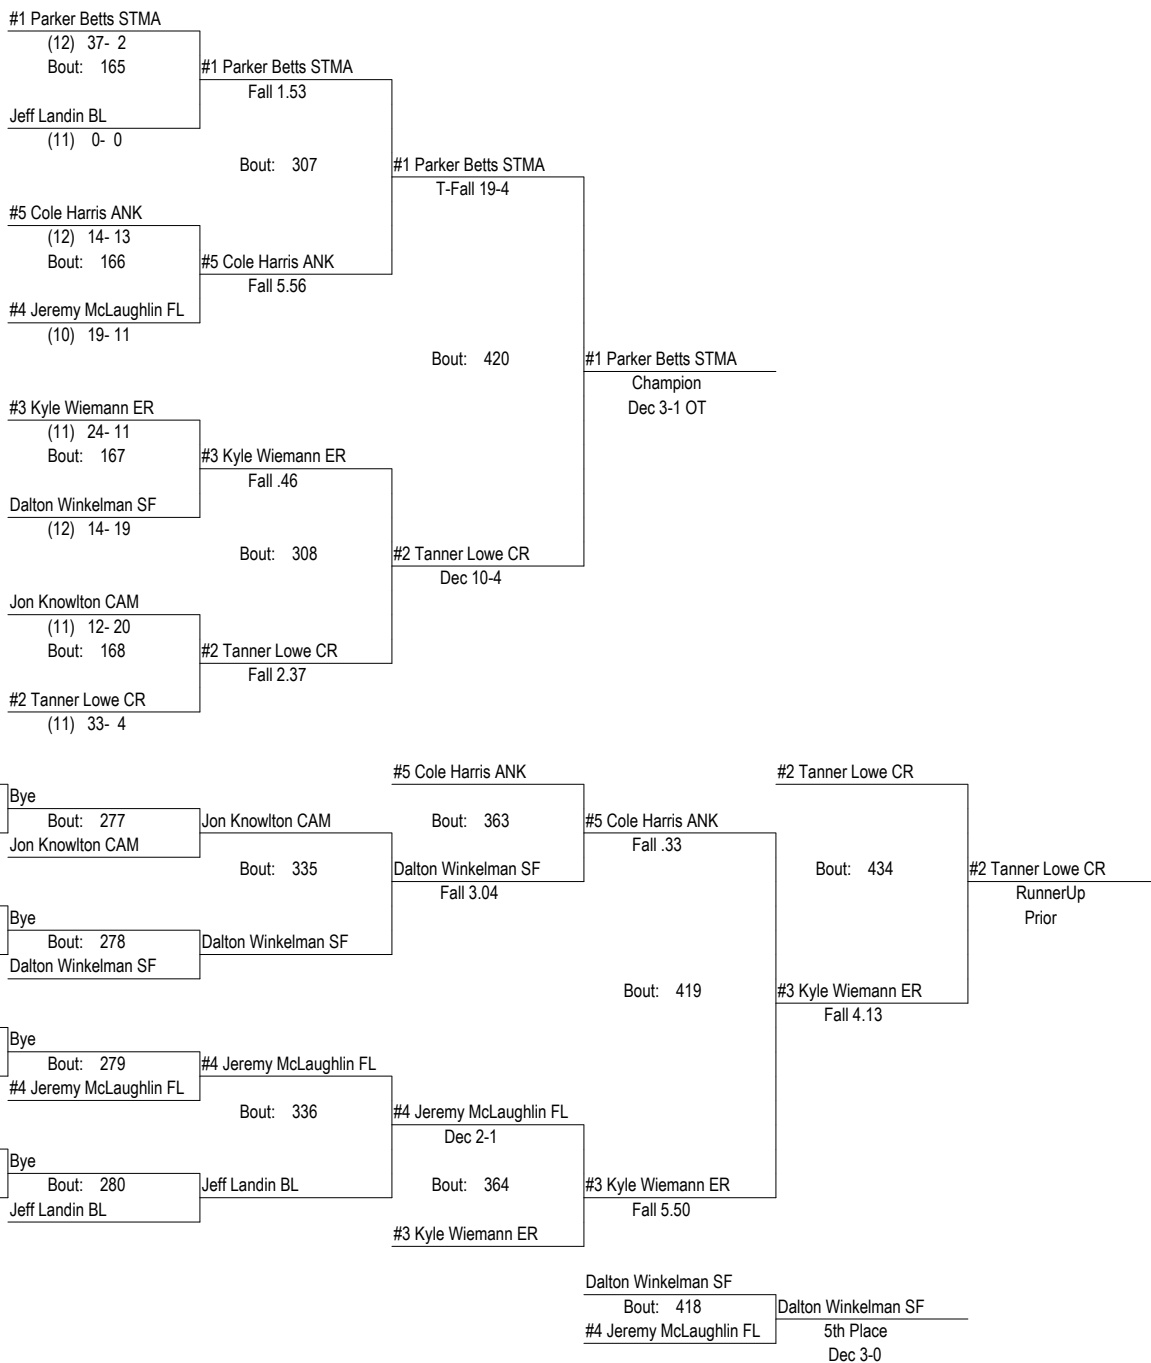 #1 Parker Betts STMA
(12) 37- 2
Bout: 165
#1 Parker Betts STMA
Fall 1.53
Jeff Landin BL
(11) 0- 0
Bout: 307
#1 Parker Betts STMA
T-Fall 19-4
#5 Cole Harris ANK
(12) 14- 13
Bout: 166
#5 Cole Harris ANK
Fall 5.56
#4 Jeremy McLaughlin FL
(10) 19- 11
Bout: 420
#1 Parker Betts STMA
Champion
Dec 3-1 OT
#3 Kyle Wiemann ER
(11) 24- 11
Bout: 167
#3 Kyle Wiemann ER
Fall .46
Dalton Winkelman SF
(12) 14- 19
Bout: 308
#2 Tanner Lowe CR
Dec 10-4
Jon Knowlton CAM
(11) 12- 20
Bout: 168
#2 Tanner Lowe CR
Fall 2.37
#2 Tanner Lowe CR
(11) 33- 4
#5 Cole Harris ANK
#2 Tanner Lowe CR
Bye
Bout: 277
Jon Knowlton CAM
Bout: 363
#5 Cole Harris ANK
Jon Knowlton CAM
Fall .33
Bout: 335
Dalton Winkelman SF
Bout: 434
#2 Tanner Lowe CR
Fall 3.04
RunnerUp
Bye
Prior
Bout: 278
Dalton Winkelman SF
Dalton Winkelman SF
Bout: 419
#3 Kyle Wiemann ER
Fall 4.13
Bye
Bout: 279
#4 Jeremy McLaughlin FL
#4 Jeremy McLaughlin FL
Bout: 336
#4 Jeremy McLaughlin FL
Dec 2-1
Bye
Bout: 280
Jeff Landin BL
Bout: 364
#3 Kyle Wiemann ER
Jeff Landin BL
Fall 5.50
#3 Kyle Wiemann ER
Dalton Winkelman SF
Bout: 418
Dalton Winkelman SF
#4 Jeremy McLaughlin FL
5th Place
Dec 3-0